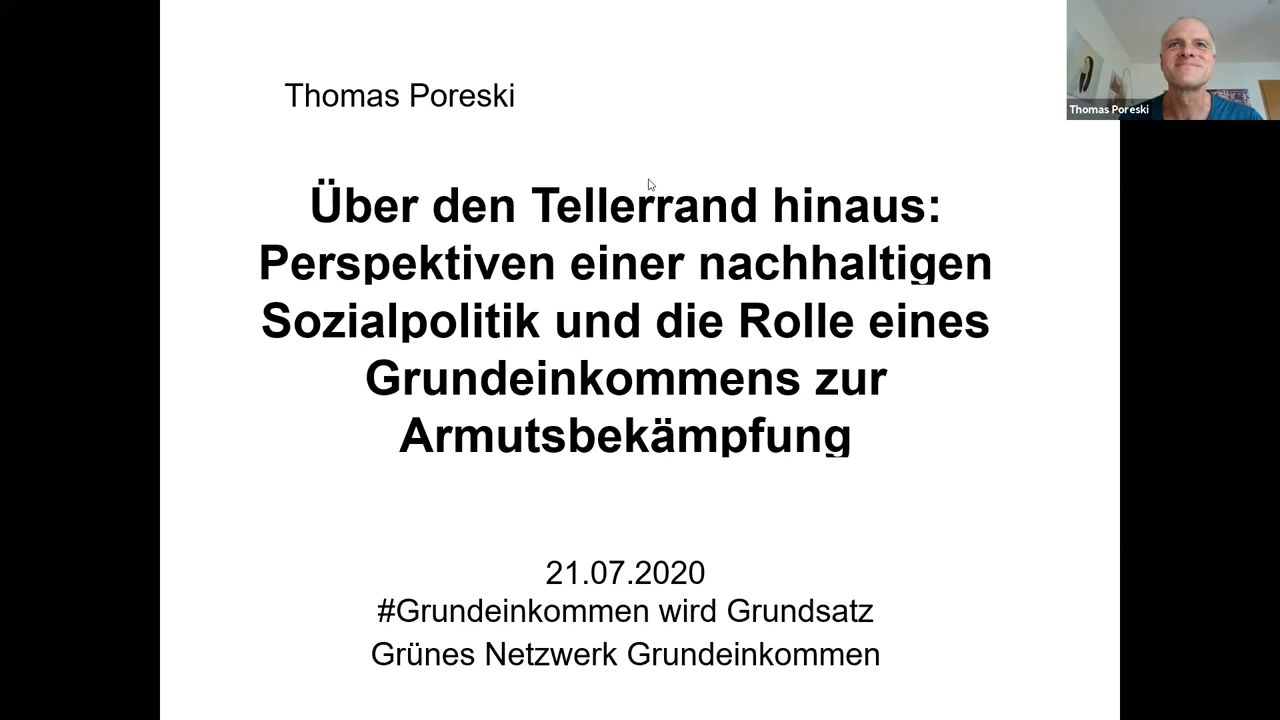 Thomas Poreski
Thomas Poreski
Über den Tellerrand hinaus:
Perspektiven einer nachhaltigen
Sozialpolitik und die Rolle eines
Grundeinkommens zur
Armutsbekämpfung
21.07.2020
#Grundeinkommen wird Grundsatz
Grünes Netzwerk Grundeinkommen